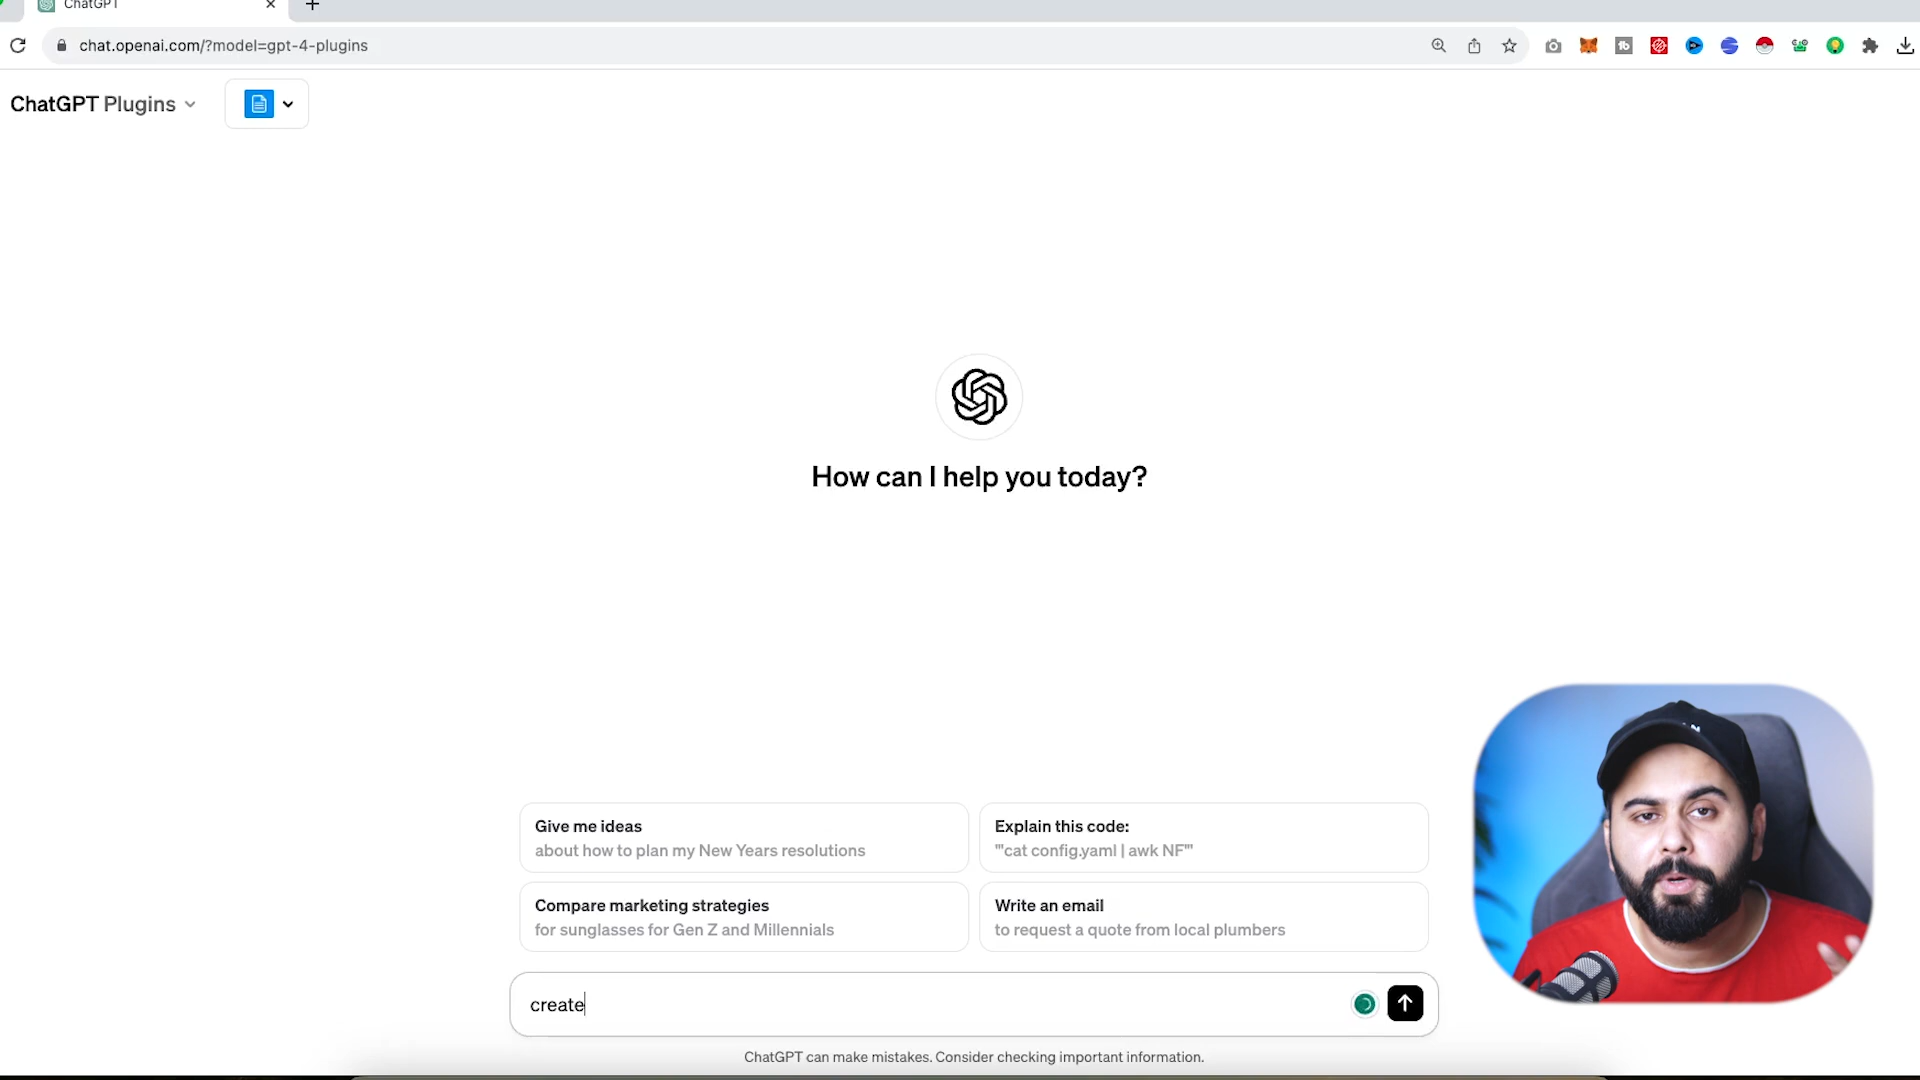 ChatGPT
chat.openai.com/?model=gpt-4-plugins
ChatGPT Plugins
How can I help you today?
Give me ideas
about how to plan my New Years resolutions
Explain this code:
"'cat config.yaml | awk NF'"
Compare marketing strategies
for sunglasses for Gen Z and Millennials
Write an email
to request a quote from local plumbers
create
ChatGPT can make mistakes. Consider checking important information.